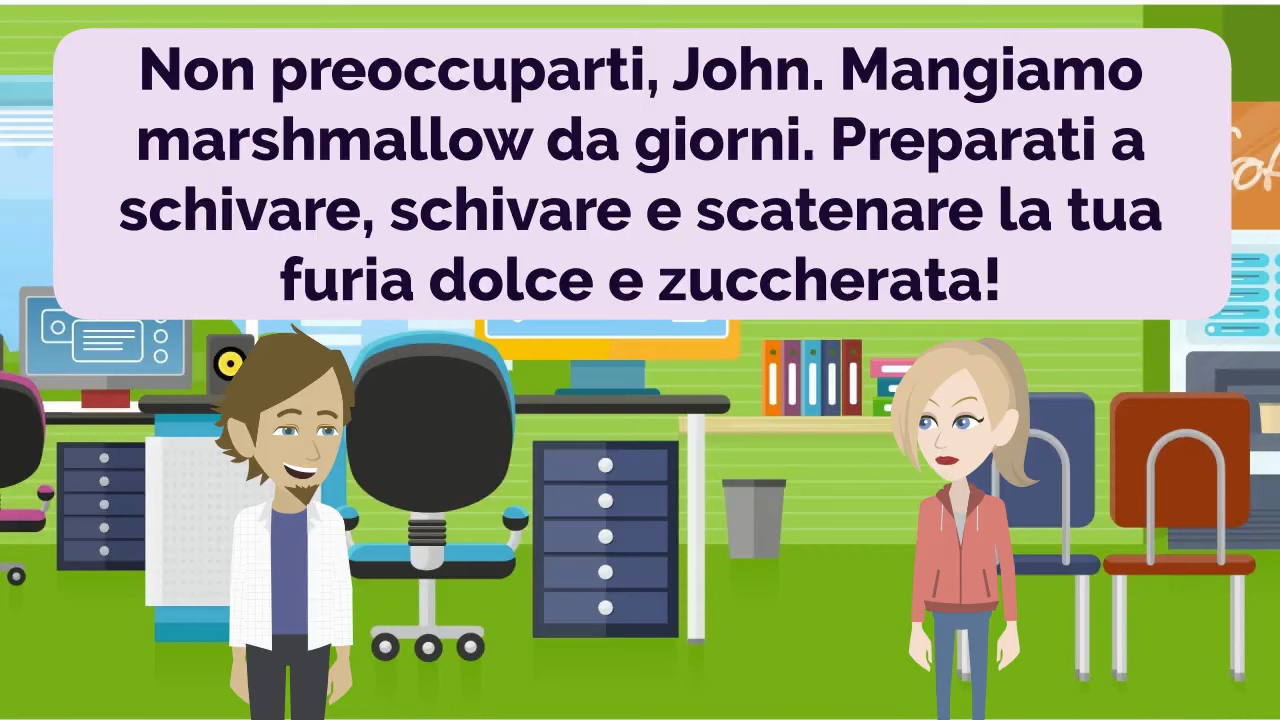 Non preoccuparti, John. Mangiamo
marshmallow da giorni. Preparati a
schivare, schivare e scatenare la tua
furia dolce e zuccherata!